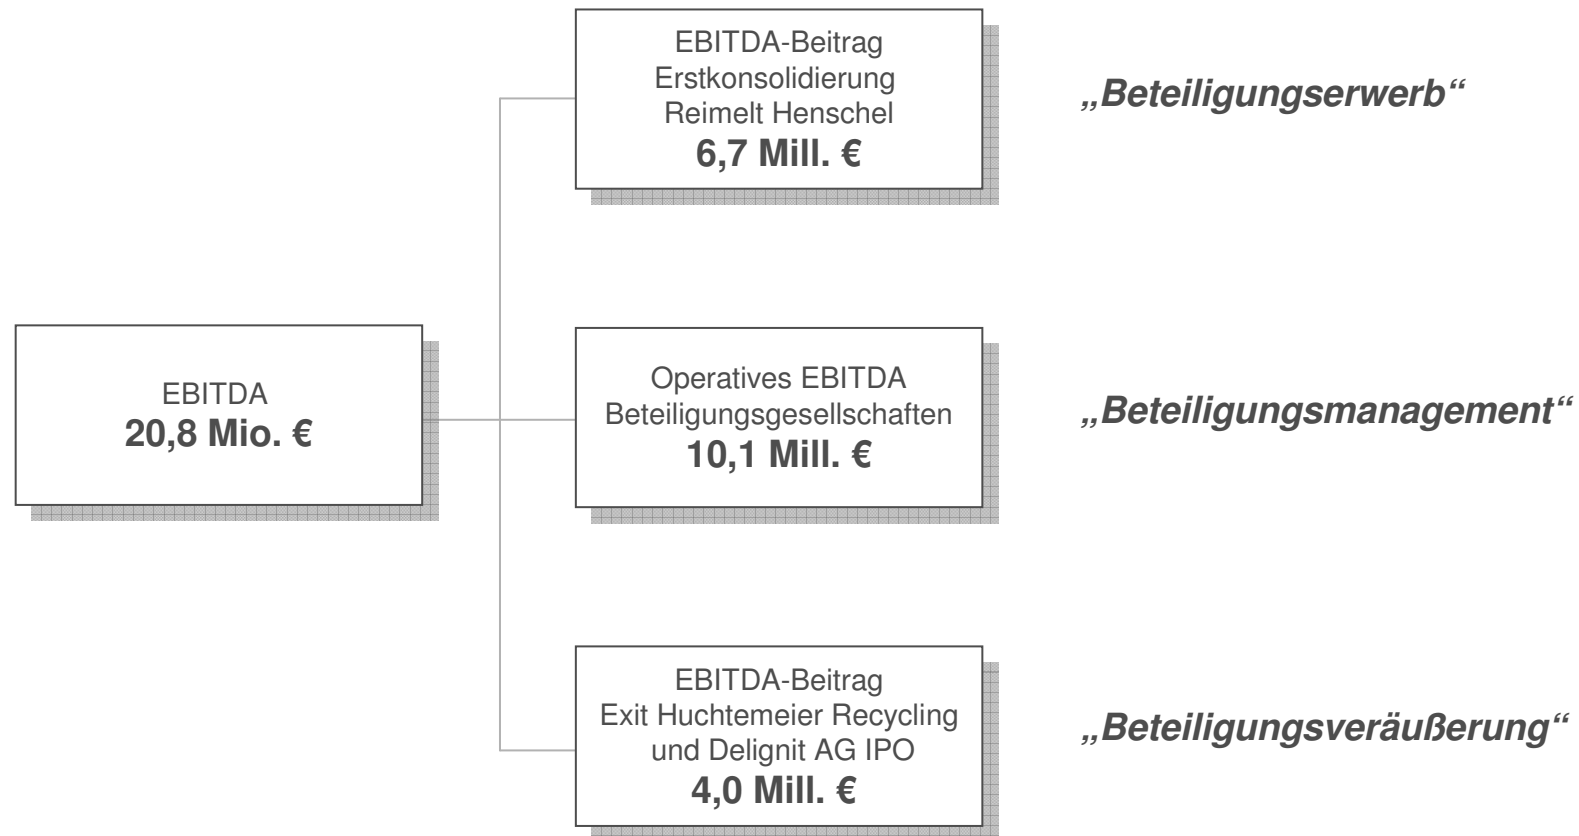 EBITDA-Beitrag
Erstkonsolidierung
Reimelt Henschel
6,7 Mill. €
„Beteiligungserwerb“
EBITDA
20,8 Mio. €
Operatives EBITDA
Beteiligungsgesellschaften
10,1 Mill. €
„Beteiligungsmanagement“
EBITDA-Beitrag
Exit Huchtemeier Recycling
und Delignit AG IPO
4,0 Mill. €
„Beteiligungsveräußerung“